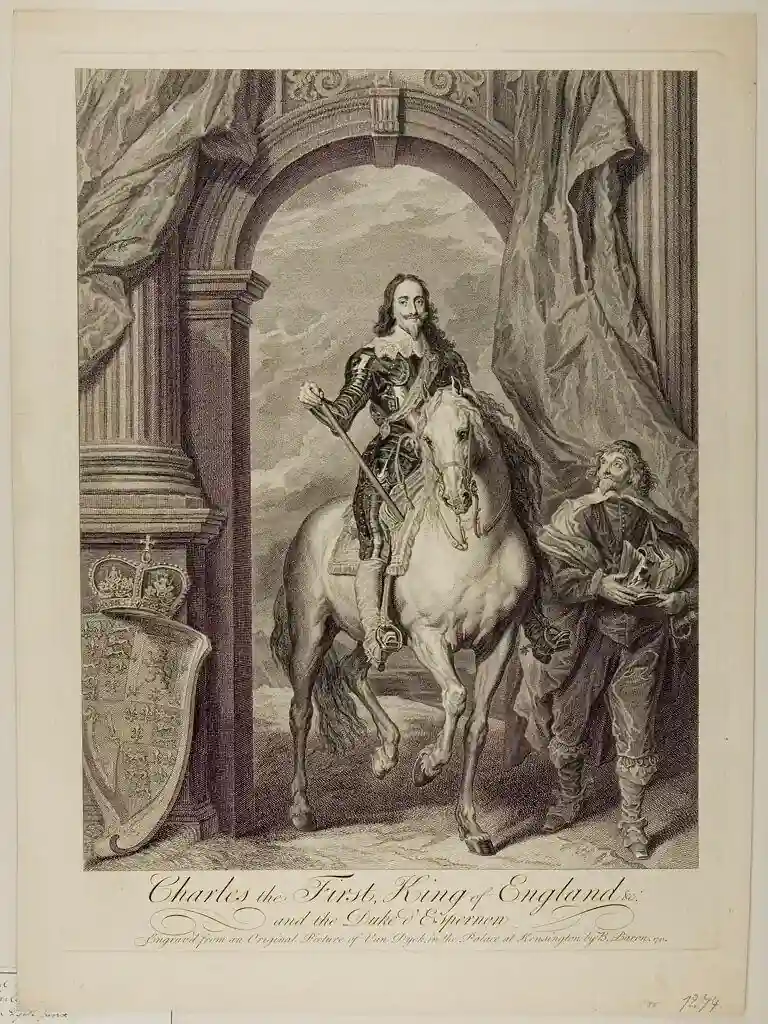 Charles the First, King of England &c.
and the Duke d'Espernon
Engrav'd from an Original Picture of Van Dyck, in the Palace at Kensington by B. Baron.